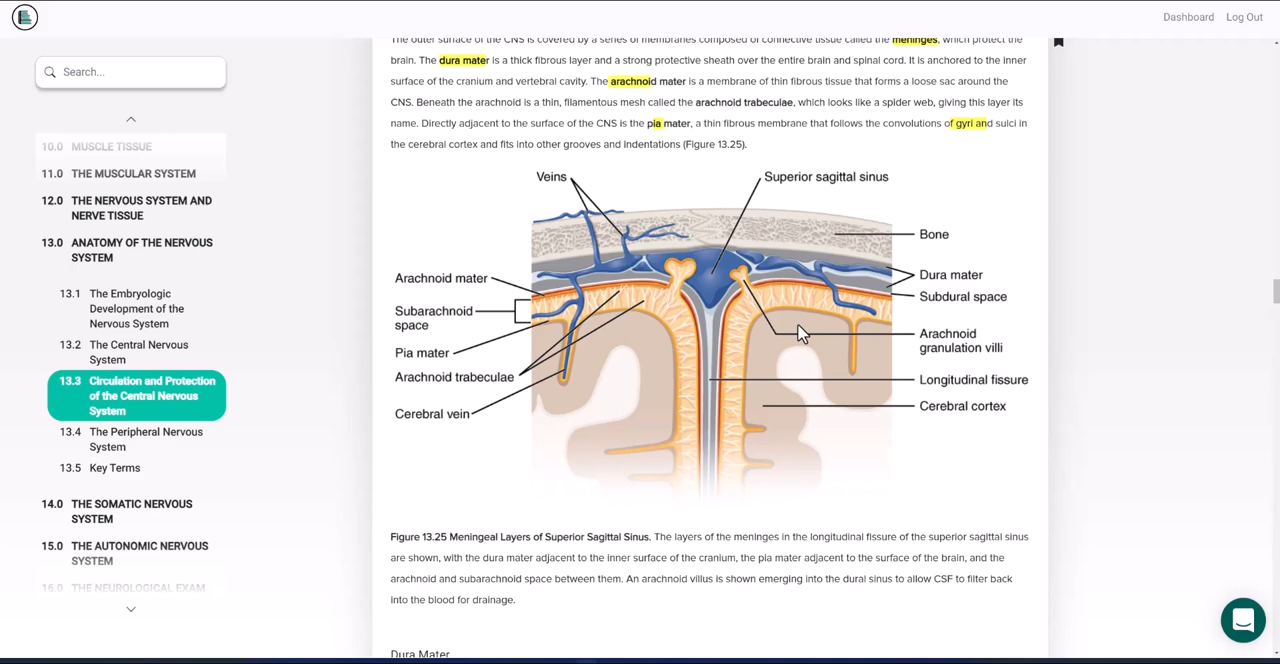 Dashboard Log Out
Search...
10.0 MUSCLE TISSUE
11.0 THE MUSCULAR SYSTEM
12.0 THE NERVOUS SYSTEM AND
NERVE TISSUE
13.0 ANATOMY OF THE NERVOUS
SYSTEM
13.1 The Embryologic
Development of the
Nervous System
13.2 The Central Nervous
System
13.3 Circulation and Protection
of the Central Nervous
System
13.4 The Peripheral Nervous
System
13.5 Key Terms
14.0 THE SOMATIC NERVOUS
SYSTEM
15.0 THE AUTONOMIC NERVOUS
SYSTEM
16.0 THE NEUROLOGICAL EXAM
The outer surface of the CNS is covered by a series of membranes composed of connective tissue called the meninges, which protect the
brain. The dura mater is a thick fibrous layer and a strong protective sheath over the entire brain and spinal cord. It is anchored to the inner
surface of the cranium and vertebral cavity. The arachnoid mater is a membrane of thin fibrous tissue that forms a loose sac around the
CNS. Beneath the arachnoid is a thin, filamentous mesh called the arachnoid trabeculae, which looks like a spider web, giving this layer its
name. Directly adjacent to the surface of the CNS is the pia mater, a thin fibrous membrane that follows the convolutions of gyri and sulci in
the cerebral cortex and fits into other grooves and indentations (Figure 13.25).
Veins
Superior sagittal sinus
Bone
Arachnoid mater
Dura mater
Subdural space
Subarachnoid
space
Arachnoid
granulation villi
Pia mater
Arachnoid trabeculae
Longitudinal fissure
Cerebral vein
Cerebral cortex
Figure 13.25 Meningeal Layers of Superior Sagittal Sinus. The layers of the meninges in the longitudinal fissure of the superior sagittal sinus
are shown, with the dura mater adjacent to the inner surface of the cranium, the pia mater adjacent to the surface of the brain, and the
arachnoid and subarachnoid space between them. An arachnoid villus is shown emerging into the dural sinus to allow CSF to filter back
into the blood for drainage.
Dura Mater